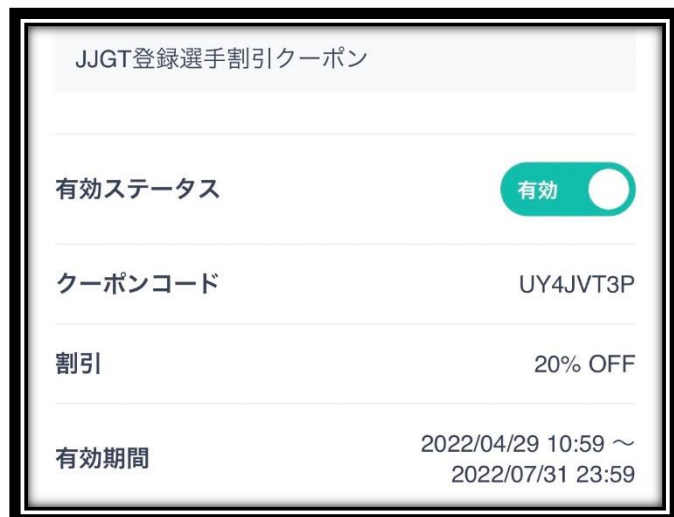 JJGT登録選手割引クーポン
有効ステータス 有効
クーポンコード UY4JVT3P
割引 20% OFF
有効期間 2022/04/29 10:59 ～
2022/07/31 23:59